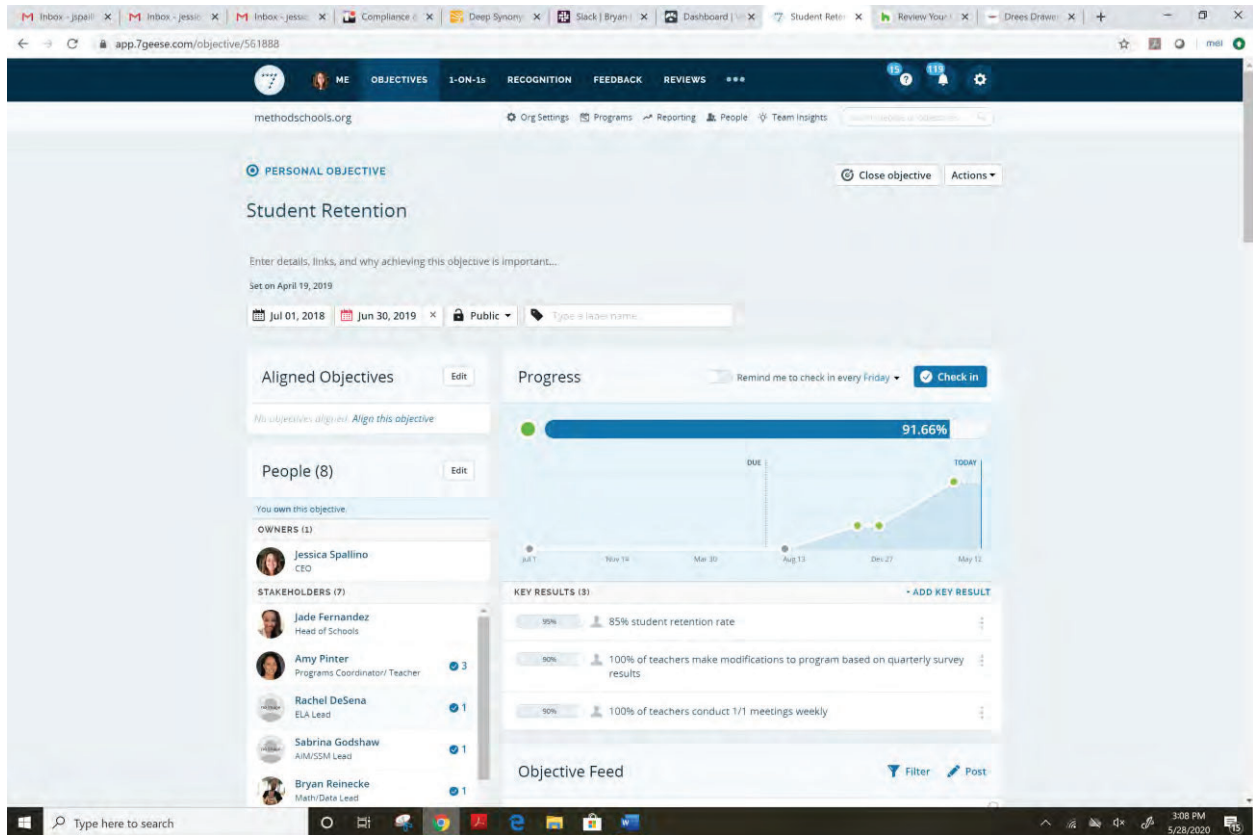 Inbox - jspaill
Inbox - jessic
Inbox - jessic
Compliance
Deep Synony
Slack | Bryan
Dashboard |
Student Rete
Review Your
Drees Drawer
app.7geese.com/objective/561888
mei
7
ME
OBJECTIVES
1-ON-1s
RECOGNITION
FEEDBACK
REVIEWS
15
119
methodschools.org
Org Settings
Programs
Reporting
People
Team Insights
PERSONAL OBJECTIVE
Close objective
Actions
Student Retention
Enter details, links, and why achieving this objective is important...
Set on April 19, 2019
Jul 01, 2018
Jun 30, 2019
Public
Type a label name...
Aligned Objectives
Edit
No objectives aligned. Align this objective
People (8)
Edit
You own this objective.
OWNERS (1)
Jessica Spallino
CEO
STAKEHOLDERS (7)
Jade Fernandez
Head of Schools
Amy Pinter
Programs Coordinator/ Teacher
3
Rachel DeSena
ELA Lead
1
Sabrina Godshaw
AIM/SSM Lead
1
Bryan Reinecke
Math/Data Lead
1
Progress
Remind me to check in every Friday
Check in
91.66%
DUE
TODAY
Jul 1
Nov 14
Mar 30
Aug 13
Dec 27
May 12
KEY RESULTS (3)
+ ADD KEY RESULT
95%
85% student retention rate
90%
100% of teachers make modifications to program based on quarterly survey
results
90%
100% of teachers conduct 1/1 meetings weekly
Objective Feed
Filter
Post
Type here to search
3:08 PM
5/28/2020
15